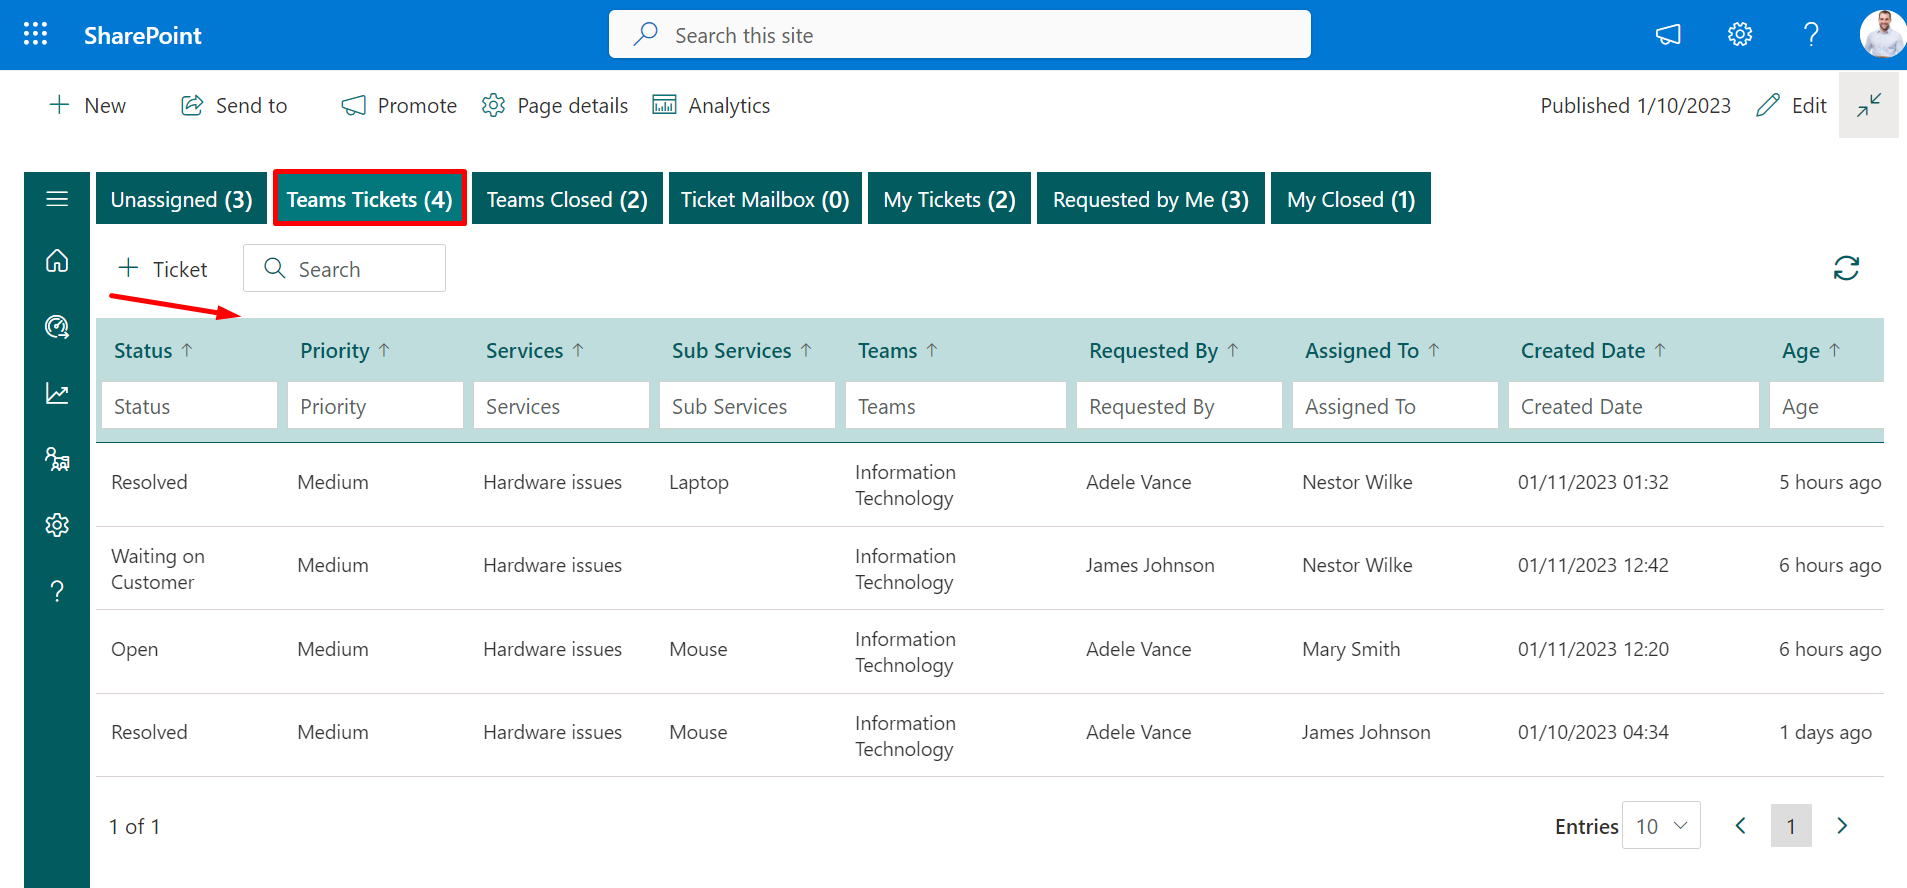 SharePoint
Search this site
?
New
Send to
Promote
Page details
Analytics
Published 1/10/2023
Edit
Unassigned (3)
Teams Tickets (4)
Teams Closed (2)
Ticket Mailbox (0)
My Tickets (2)
Requested by Me (3)
My Closed (1)
+ Ticket
Search
Status ↑ Priority ↑ Services ↑ Sub Services ↑ Teams ↑ Requested By ↑ Assigned To ↑ Created Date ↑ Age ↑
Status Priority Services Sub Services Teams Requested By Assigned To Created Date Age
Resolved Medium Hardware issues Laptop Information Technology Adele Vance Nestor Wilke 01/11/2023 01:32 5 hours ago
Waiting on Customer Medium Hardware issues Information Technology James Johnson Nestor Wilke 01/11/2023 12:42 6 hours ago
Open Medium Hardware issues Mouse Information Technology Adele Vance Mary Smith 01/11/2023 12:20 6 hours ago
Resolved Medium Hardware issues Mouse Information Technology Adele Vance James Johnson 01/10/2023 04:34 1 days ago
?
1 of 1
Entries 10
1